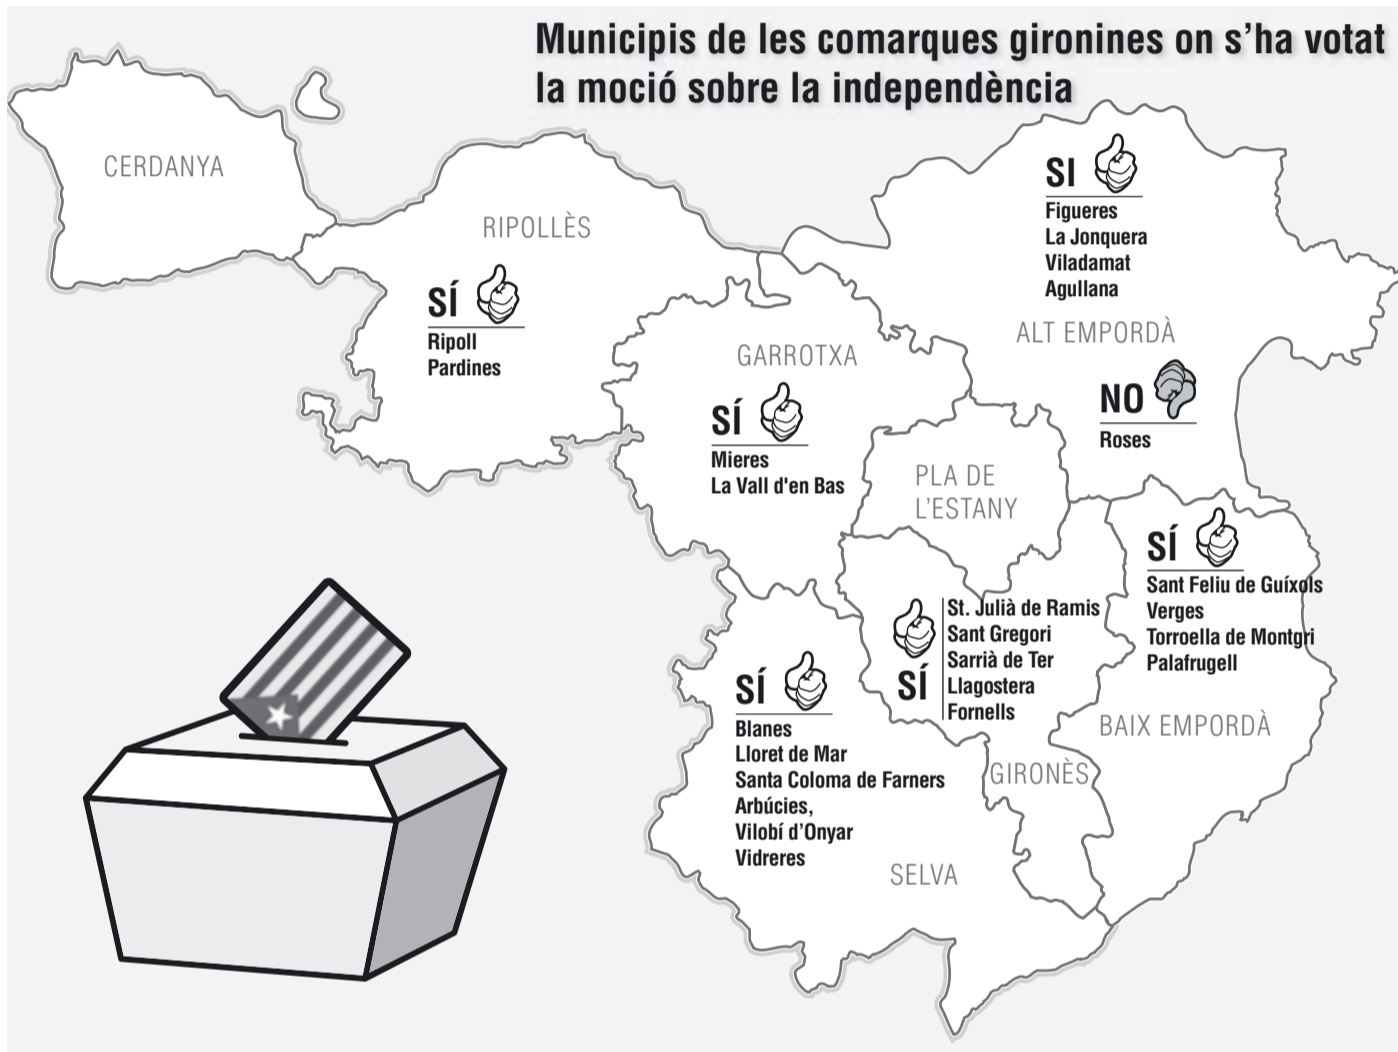 Municipis de les comarques gironines on s'ha votat
la moció sobre la independència
CERDANYA
RIPOLLÈS
SÍ
Ripoll
Pardines
GARROTXA
SÍ
Mieres
La Vall d'en Bas
SI
Figueres
La Jonquera
Viladamat
Agullana
ALT EMPORDÀ
NO
Roses
PLA DE
L'ESTANY
SÍ
St. Julià de Ramis
Sant Gregori
Sarrià de Ter
Llagostera
Fornells
GIRONÈS
SÍ
Sant Feliu de Guíxols
Verges
Torroella de Montgri
Palafrugell
BAIX EMPORDÀ
SÍ
Blanes
Lloret de Mar
Santa Coloma de Farners
Arbúcies,
Vilobí d'Onyar
Vidreres
SELVA